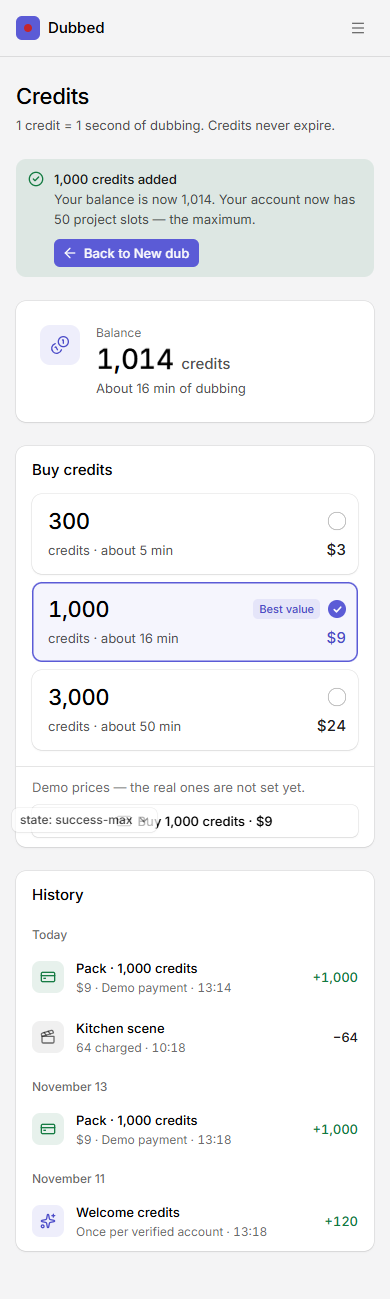 Dubbed
Credits
1 credit = 1 second of dubbing. Credits never expire.
1,000 credits added
Your balance is now 1,014. Your account now has
50 project slots — the maximum.
Back to New dub
Balance
1,014 credits
About 16 min of dubbing
Buy credits
300
credits · about 5 min
$3
1,000
Best value
credits · about 16 min
$9
3,000
credits · about 50 min
$24
Demo prices — the real ones are not set yet.
state: success-max
Buy 1,000 credits · $9
History
Today
Pack · 1,000 credits
$9 · Demo payment · 13:14
+1,000
Kitchen scene
64 charged · 10:18
−64
November 13
Pack · 1,000 credits
$9 · Demo payment · 13:18
+1,000
November 11
Welcome credits
Once per verified account · 13:18
+120